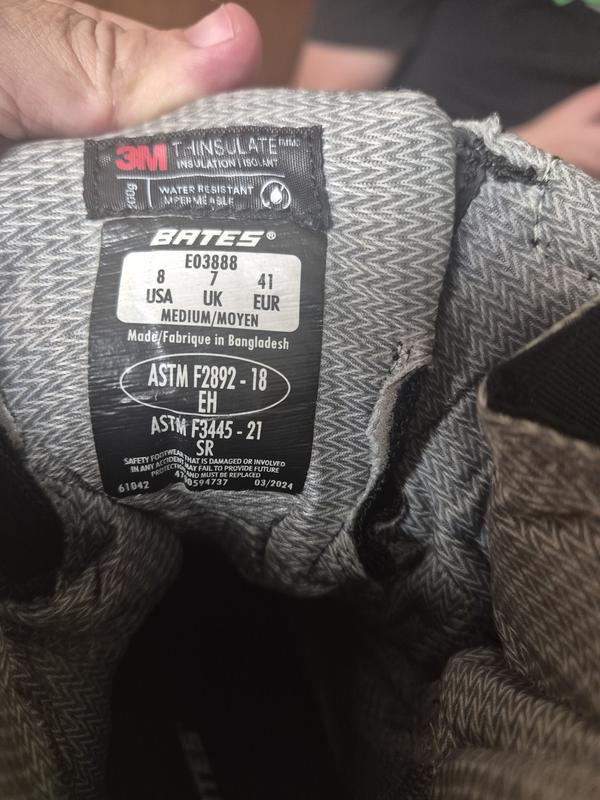 3M THINSULATE
INSULATION | ISOLANT
WATER RESISTANT
BATES®
E03888
8 7 41
USA UK EUR
MEDIUM/MOYEN
Made/Fabrique in Bangladesh
ASTM F2892 - 18
EH
ASTM F3445 - 21
SR
SAFETY FOOTWEAR THAT IS DAMAGED OR INVOLVED
IN ANY ACCIDENT MAY FAIL TO PROVIDE FUTURE
PROTECTION AND MUST BE REPLACED
61042 03/2024